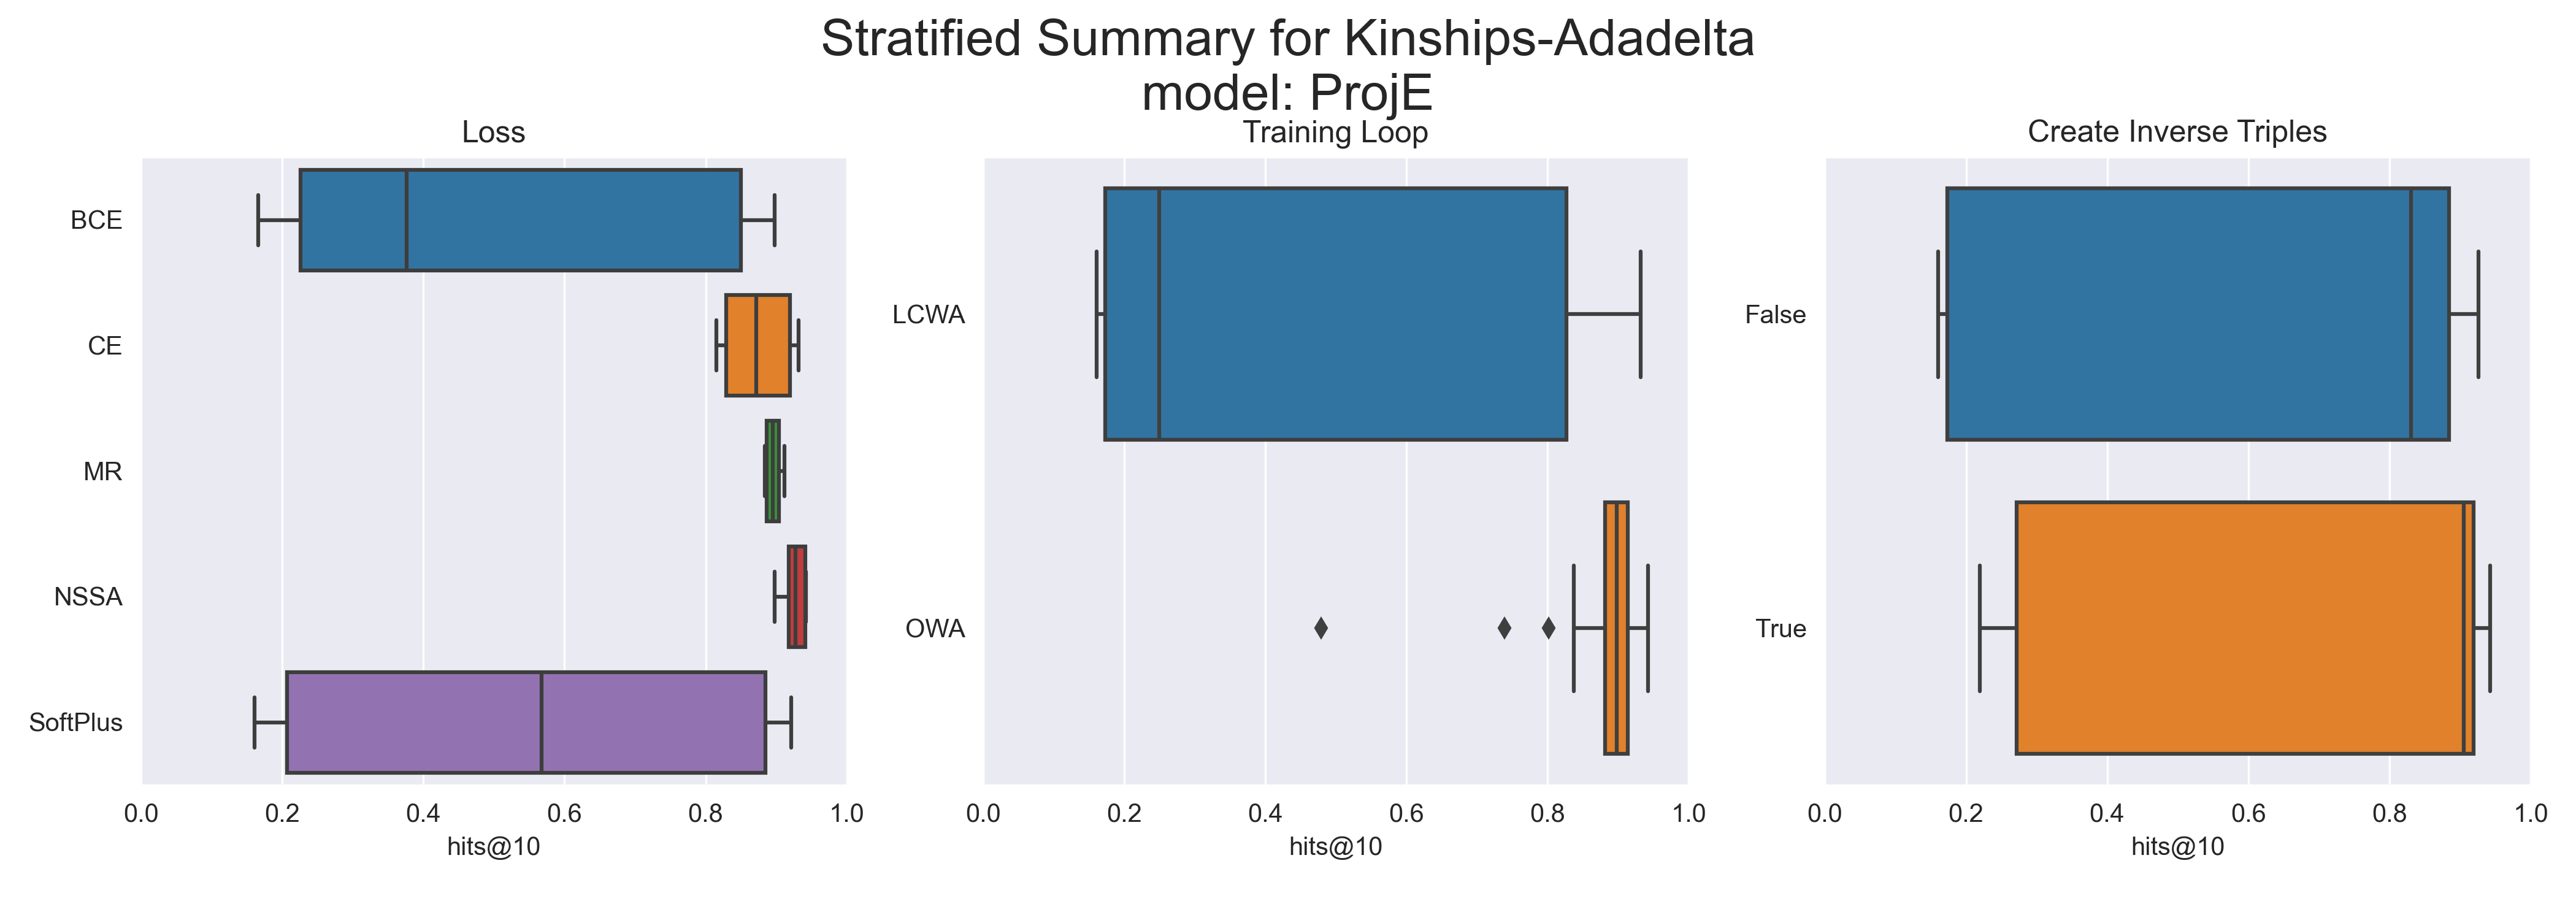 Stratified Summary for Kinships-Adadelta
model: ProjE
Loss
BCE
CE
MR
NSSA
SoftPlus
0.0 0.2 0.4 0.6 0.8 1.0
hits@10
Training Loop
LCWA
OWA
0.0 0.2 0.4 0.6 0.8 1.0
hits@10
Create Inverse Triples
False
True
0.0 0.2 0.4 0.6 0.8 1.0
hits@10